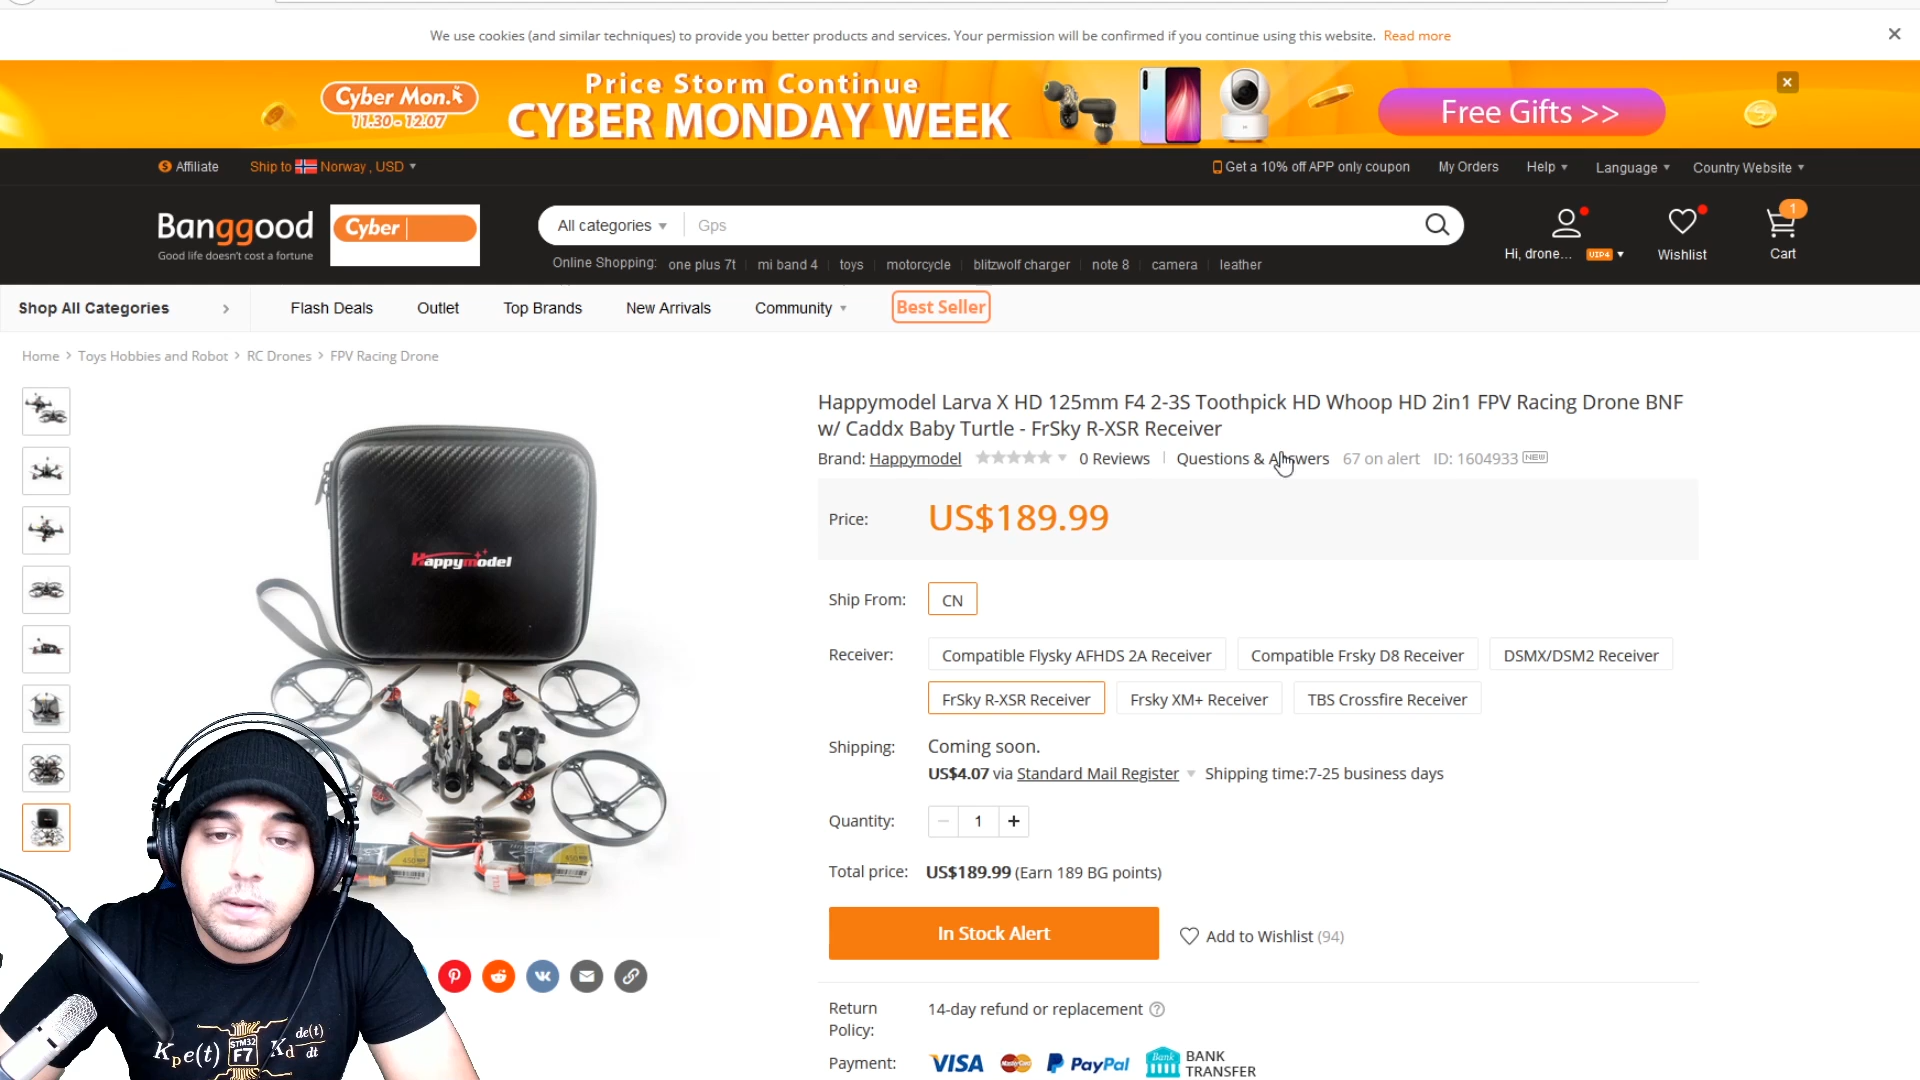 We use cookies (and similar techniques) to provide you better products and services. Your permission will be confirmed if you continue using this website. Read more
Cyber Mon.
11.30 - 12.07
Price Storm Continue
CYBER MONDAY WEEK
Free Gifts >>
Affiliate
Ship to Norway , USD
Get a 10% off APP only coupon
My Orders
Help
Language
Country Website
Banggood
Good life doesn't cost a fortune
Cyber
All categories
Gps
Online Shopping: one plus 7t mi band 4 toys motorcycle blitzwolf charger note 8 camera leather
Hi, drone... VIP4
Wishlist
1
Cart
Shop All Categories
Flash Deals
Outlet
Top Brands
New Arrivals
Community
Best Seller
Home > Toys Hobbies and Robot > RC Drones > FPV Racing Drone
Happymodel Larva X HD 125mm F4 2-3S Toothpick HD Whoop HD 2in1 FPV Racing Drone BNF
w/ Caddx Baby Turtle - FrSky R-XSR Receiver
Brand: Happymodel 0 Reviews Questions & Answers 67 on alert ID: 1604933 NEW
Price: US$189.99
Happymodel
Ship From: CN
Receiver: Compatible Flysky AFHDS 2A Receiver Compatible Frsky D8 Receiver DSMX/DSM2 Receiver
FrSky R-XSR Receiver Frsky XM+ Receiver TBS Crossfire Receiver
Shipping: Coming soon.
US$4.07 via Standard Mail Register Shipping time:7-25 business days
Quantity: − 1 +
Total price: US$189.99 (Earn 189 BG points)
In Stock Alert
Add to Wishlist (94)
Return
Policy:
14-day refund or replacement
Payment: VISA MasterCard PayPal Bank BANK
TRANSFER
Kpe(t) STM32 F7 Kd de(t)/dt